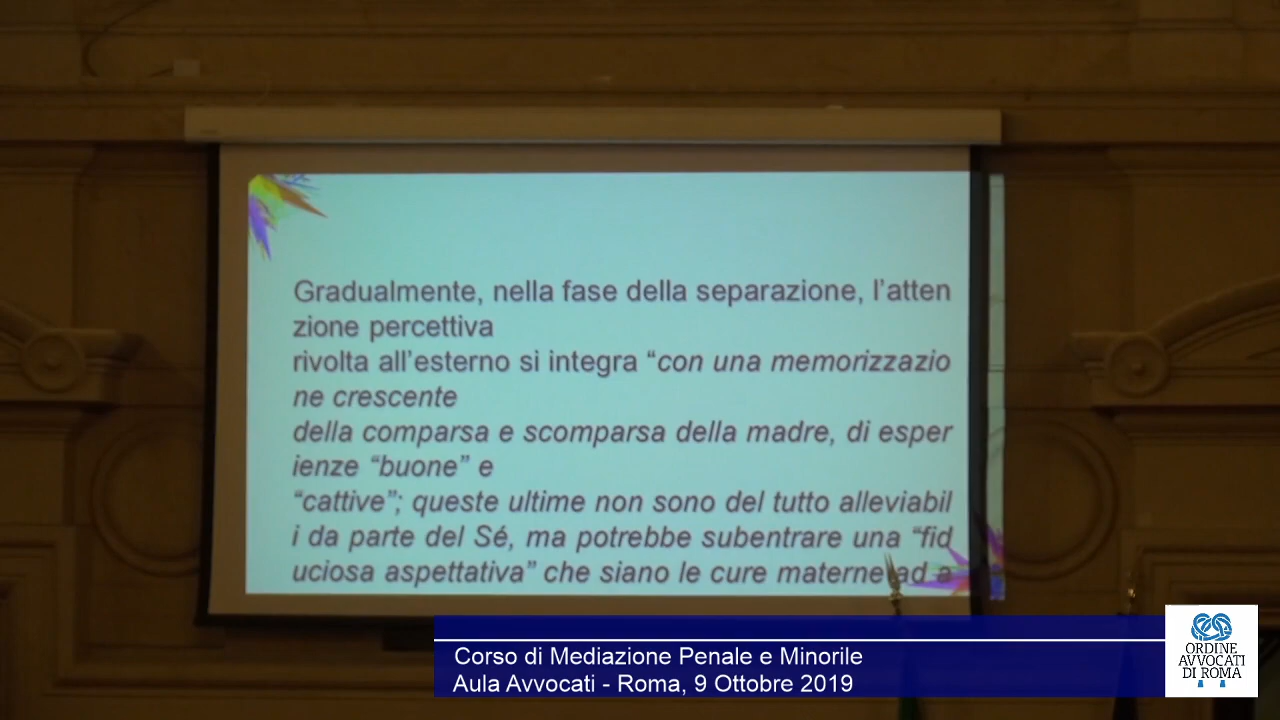 Gradualmente, nella fase della separazione, l’atten
zione percettiva
rivolta all’esterno si integra “con una memorizzazio
ne crescente
della comparsa e scomparsa della madre, di esper
ienze “buone” e
“cattive”; queste ultime non sono del tutto alleviabil
i da parte del Sé, ma potrebbe subentrare una “fid
uciosa aspettativa” che siano le cure materne ad a
Corso di Mediazione Penale e Minorile
Aula Avvocati - Roma, 9 Ottobre 2019
ORDINE
AVVOCATI
DI ROMA